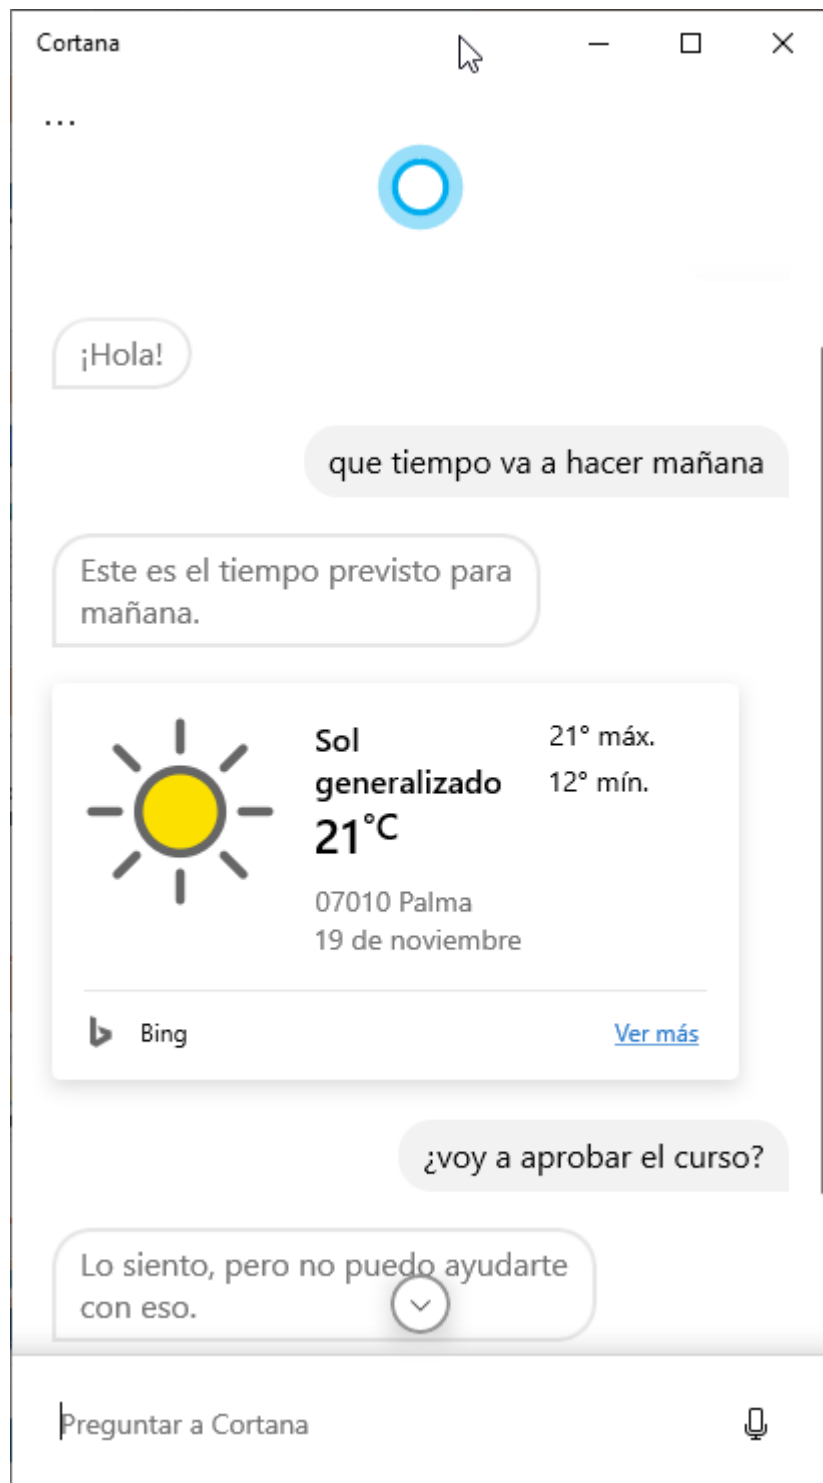 Cortana
...
¡Hola!
que tiempo va a hacer mañana
Este es el tiempo previsto para
mañana.
Sol
generalizado
21°C
21° máx.
12° mín.
07010 Palma
19 de noviembre
Bing
Ver más
¿voy a aprobar el curso?
Lo siento, pero no puedo ayudarte
con eso.
Preguntar a Cortana